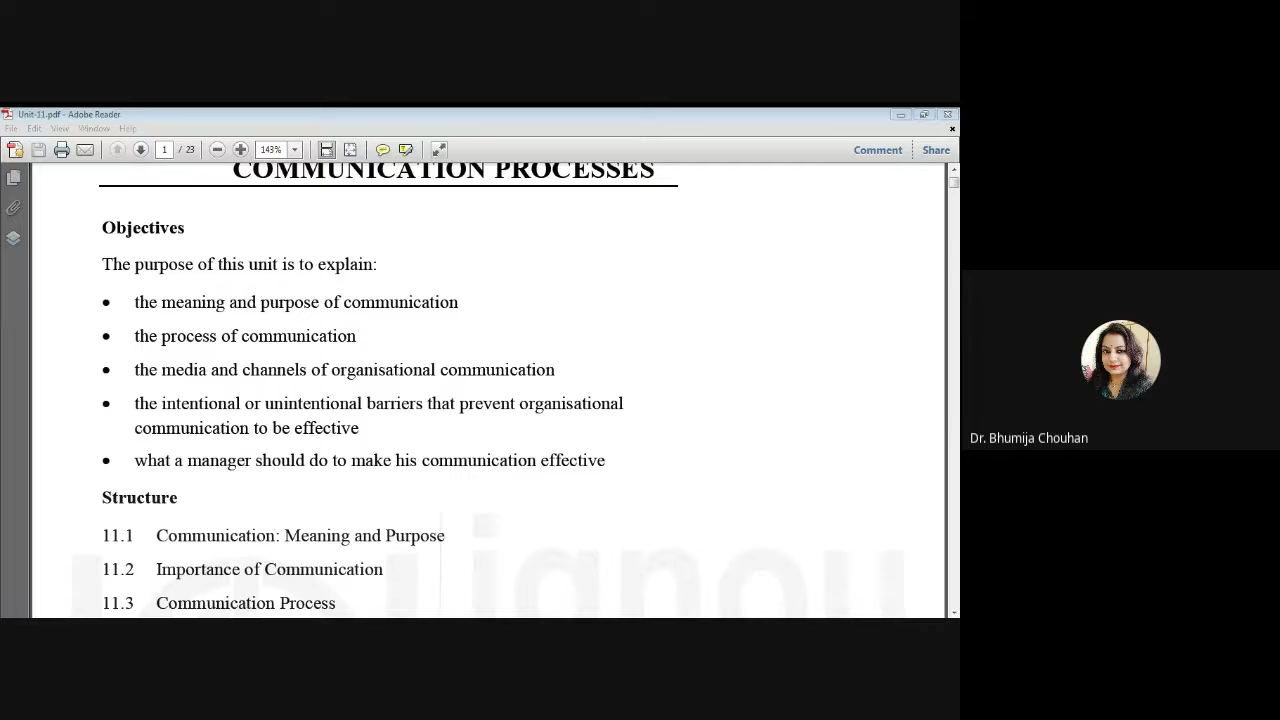 Unit-11.pdf - Adobe Reader
File Edit View Window Help
1 / 23 143% Comment Share
COMMUNICATION PROCESSES
Objectives
The purpose of this unit is to explain:
• the meaning and purpose of communication
• the process of communication
• the media and channels of organisational communication
• the intentional or unintentional barriers that prevent organisational
communication to be effective
• what a manager should do to make his communication effective
Structure
11.1 Communication: Meaning and Purpose
11.2 Importance of Communication
11.3 Communication Process
ignou
Dr. Bhumija Chouhan